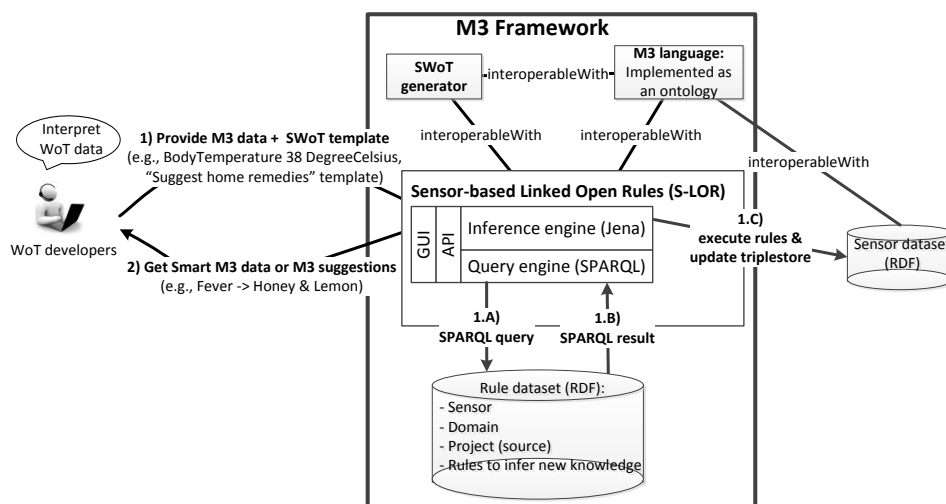 M3 Framework
SWoT
generator
interoperableWith
M3 language:
Implemented as
an ontology
Interpret
WoT data
WoT developers
1) Provide M3 data + SWoT template
(e.g., BodyTemperature 38 DegreeCelsius,
“Suggest home remedies” template)
2) Get Smart M3 data or M3 suggestions
(e.g., Fever -> Honey & Lemon)
interoperableWith
interoperableWith
interoperableWith
Sensor-based Linked Open Rules (S-LOR)
GUI
API
Inference engine (Jena)
Query engine (SPARQL)
1.C)
execute rules &
update triplestore
Sensor dataset
(RDF)
1.A)
SPARQL query
1.B)
SPARQL result
Rule dataset (RDF):
- Sensor
- Domain
- Project (source)
- Rules to infer new knowledge